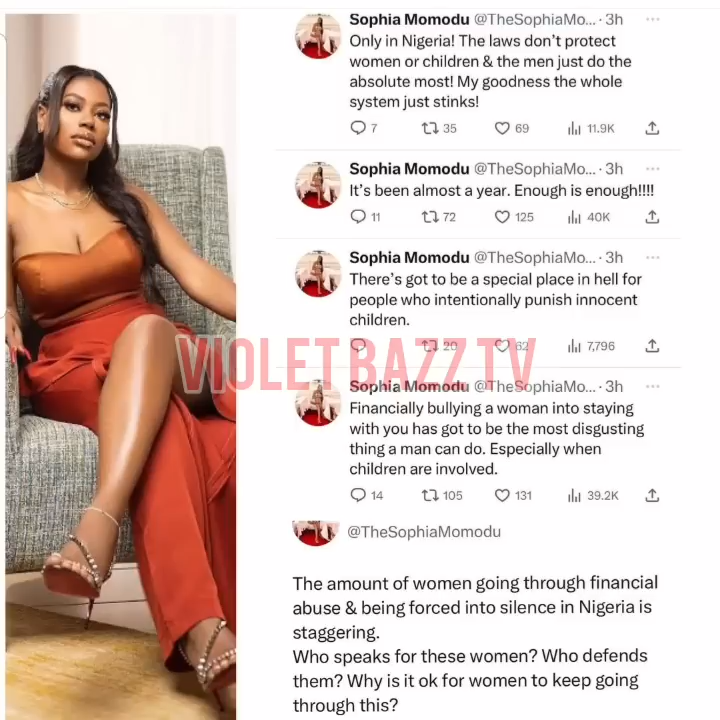 Sophia Momodu @TheSophiaMo... · 3h
Only in Nigeria! The laws don't protect
women or children & the men just do the
absolute most! My goodness the whole
system just stinks!
7 35 69 11.9K
Sophia Momodu @TheSophiaMo... · 3h
It's been almost a year. Enough is enough!!!!
11 72 125 40K
Sophia Momodu @TheSophiaMo... · 3h
There's got to be a special place in hell for
people who intentionally punish innocent
children.
20 62 7,796
VIOLET BAZZ TV
Sophia Momodu @TheSophiaMo... · 3h
Financially bullying a woman into staying
with you has got to be the most disgusting
thing a man can do. Especially when
children are involved.
14 105 131 39.2K
@TheSophiaMomodu
The amount of women going through financial
abuse & being forced into silence in Nigeria is
staggering.
Who speaks for these women? Who defends
them? Why is it ok for women to keep going
through this?